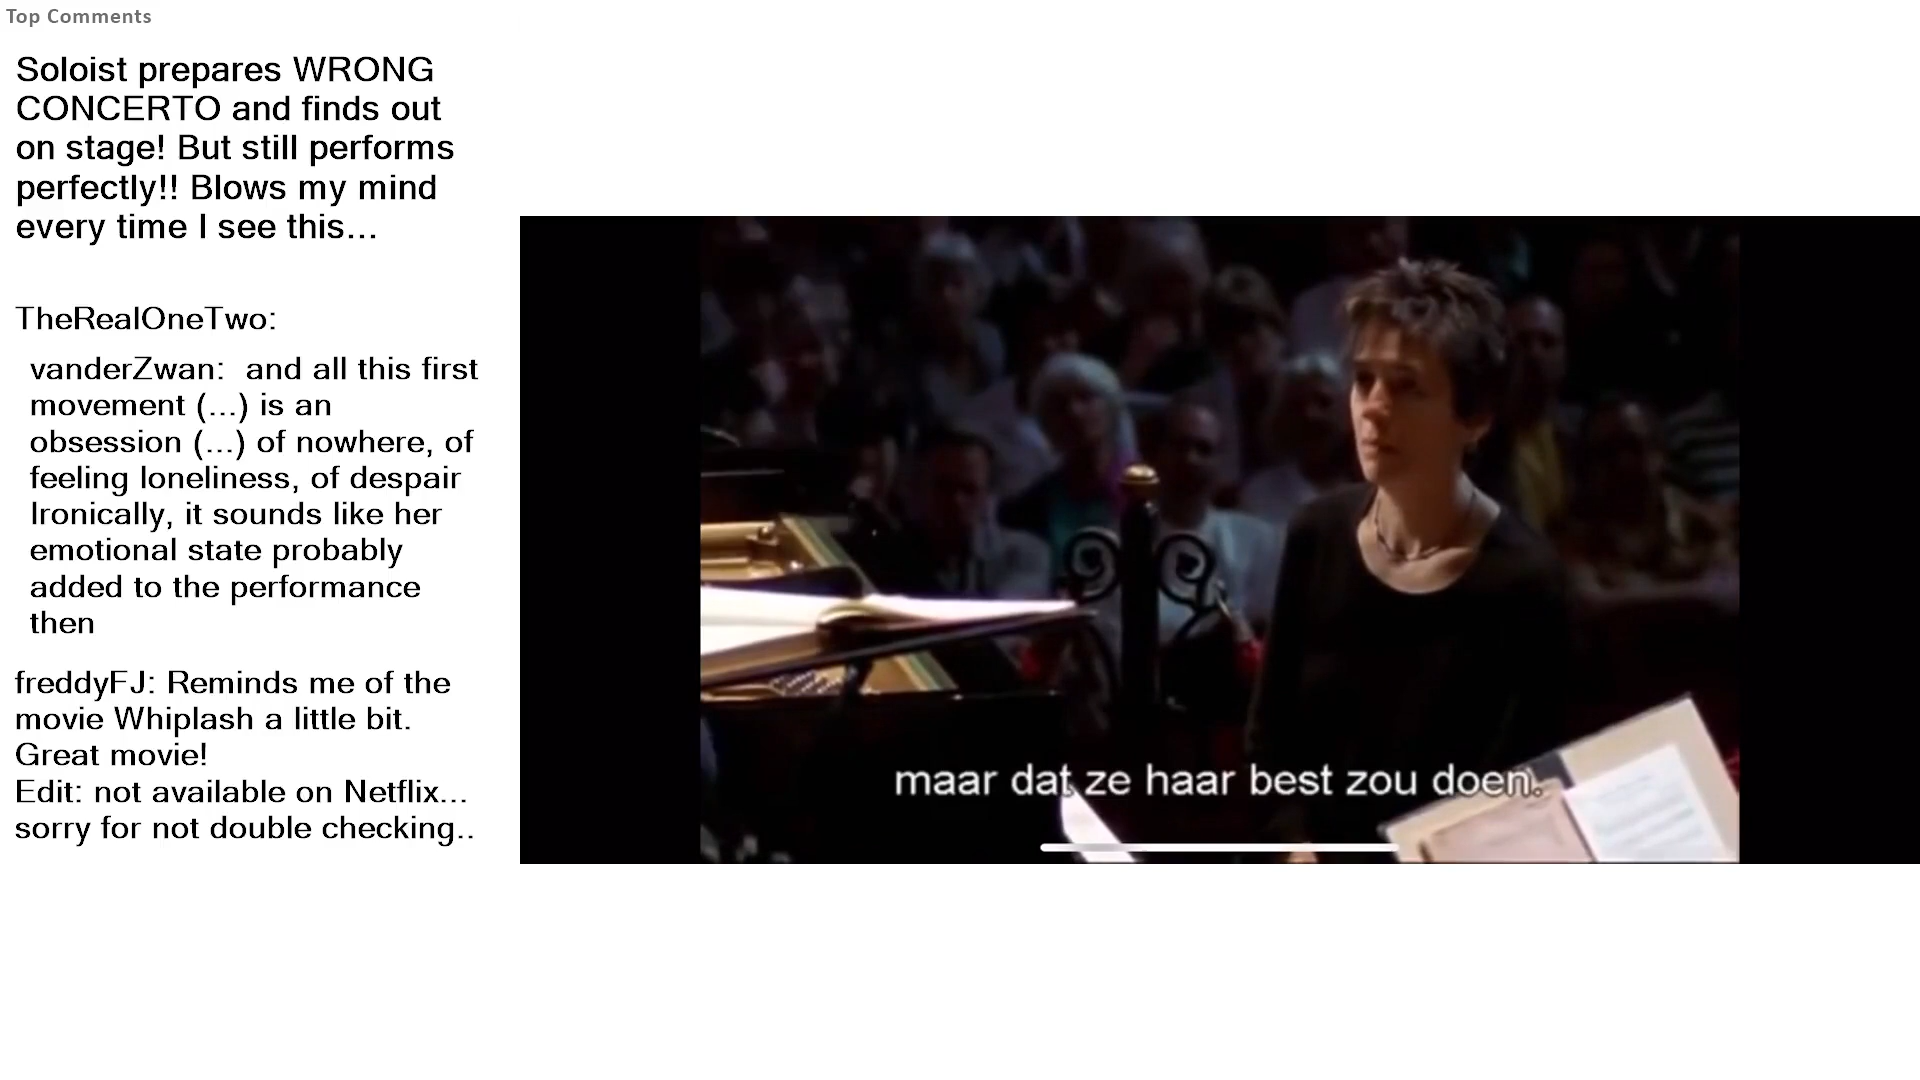 Top Comments
Soloist prepares WRONG
CONCERTO and finds out
on stage! But still performs
perfectly!! Blows my mind
every time I see this...
TheRealOneTwo:
vanderZwan:  and all this first
movement (...) is an
obsession (...) of nowhere, of
feeling loneliness, of despair
Ironically, it sounds like her
emotional state probably
added to the performance
then
freddyFJ: Reminds me of the
movie Whiplash a little bit.
Great movie!
Edit: not available on Netflix...
sorry for not double checking..
maar dat ze haar best zou doen.